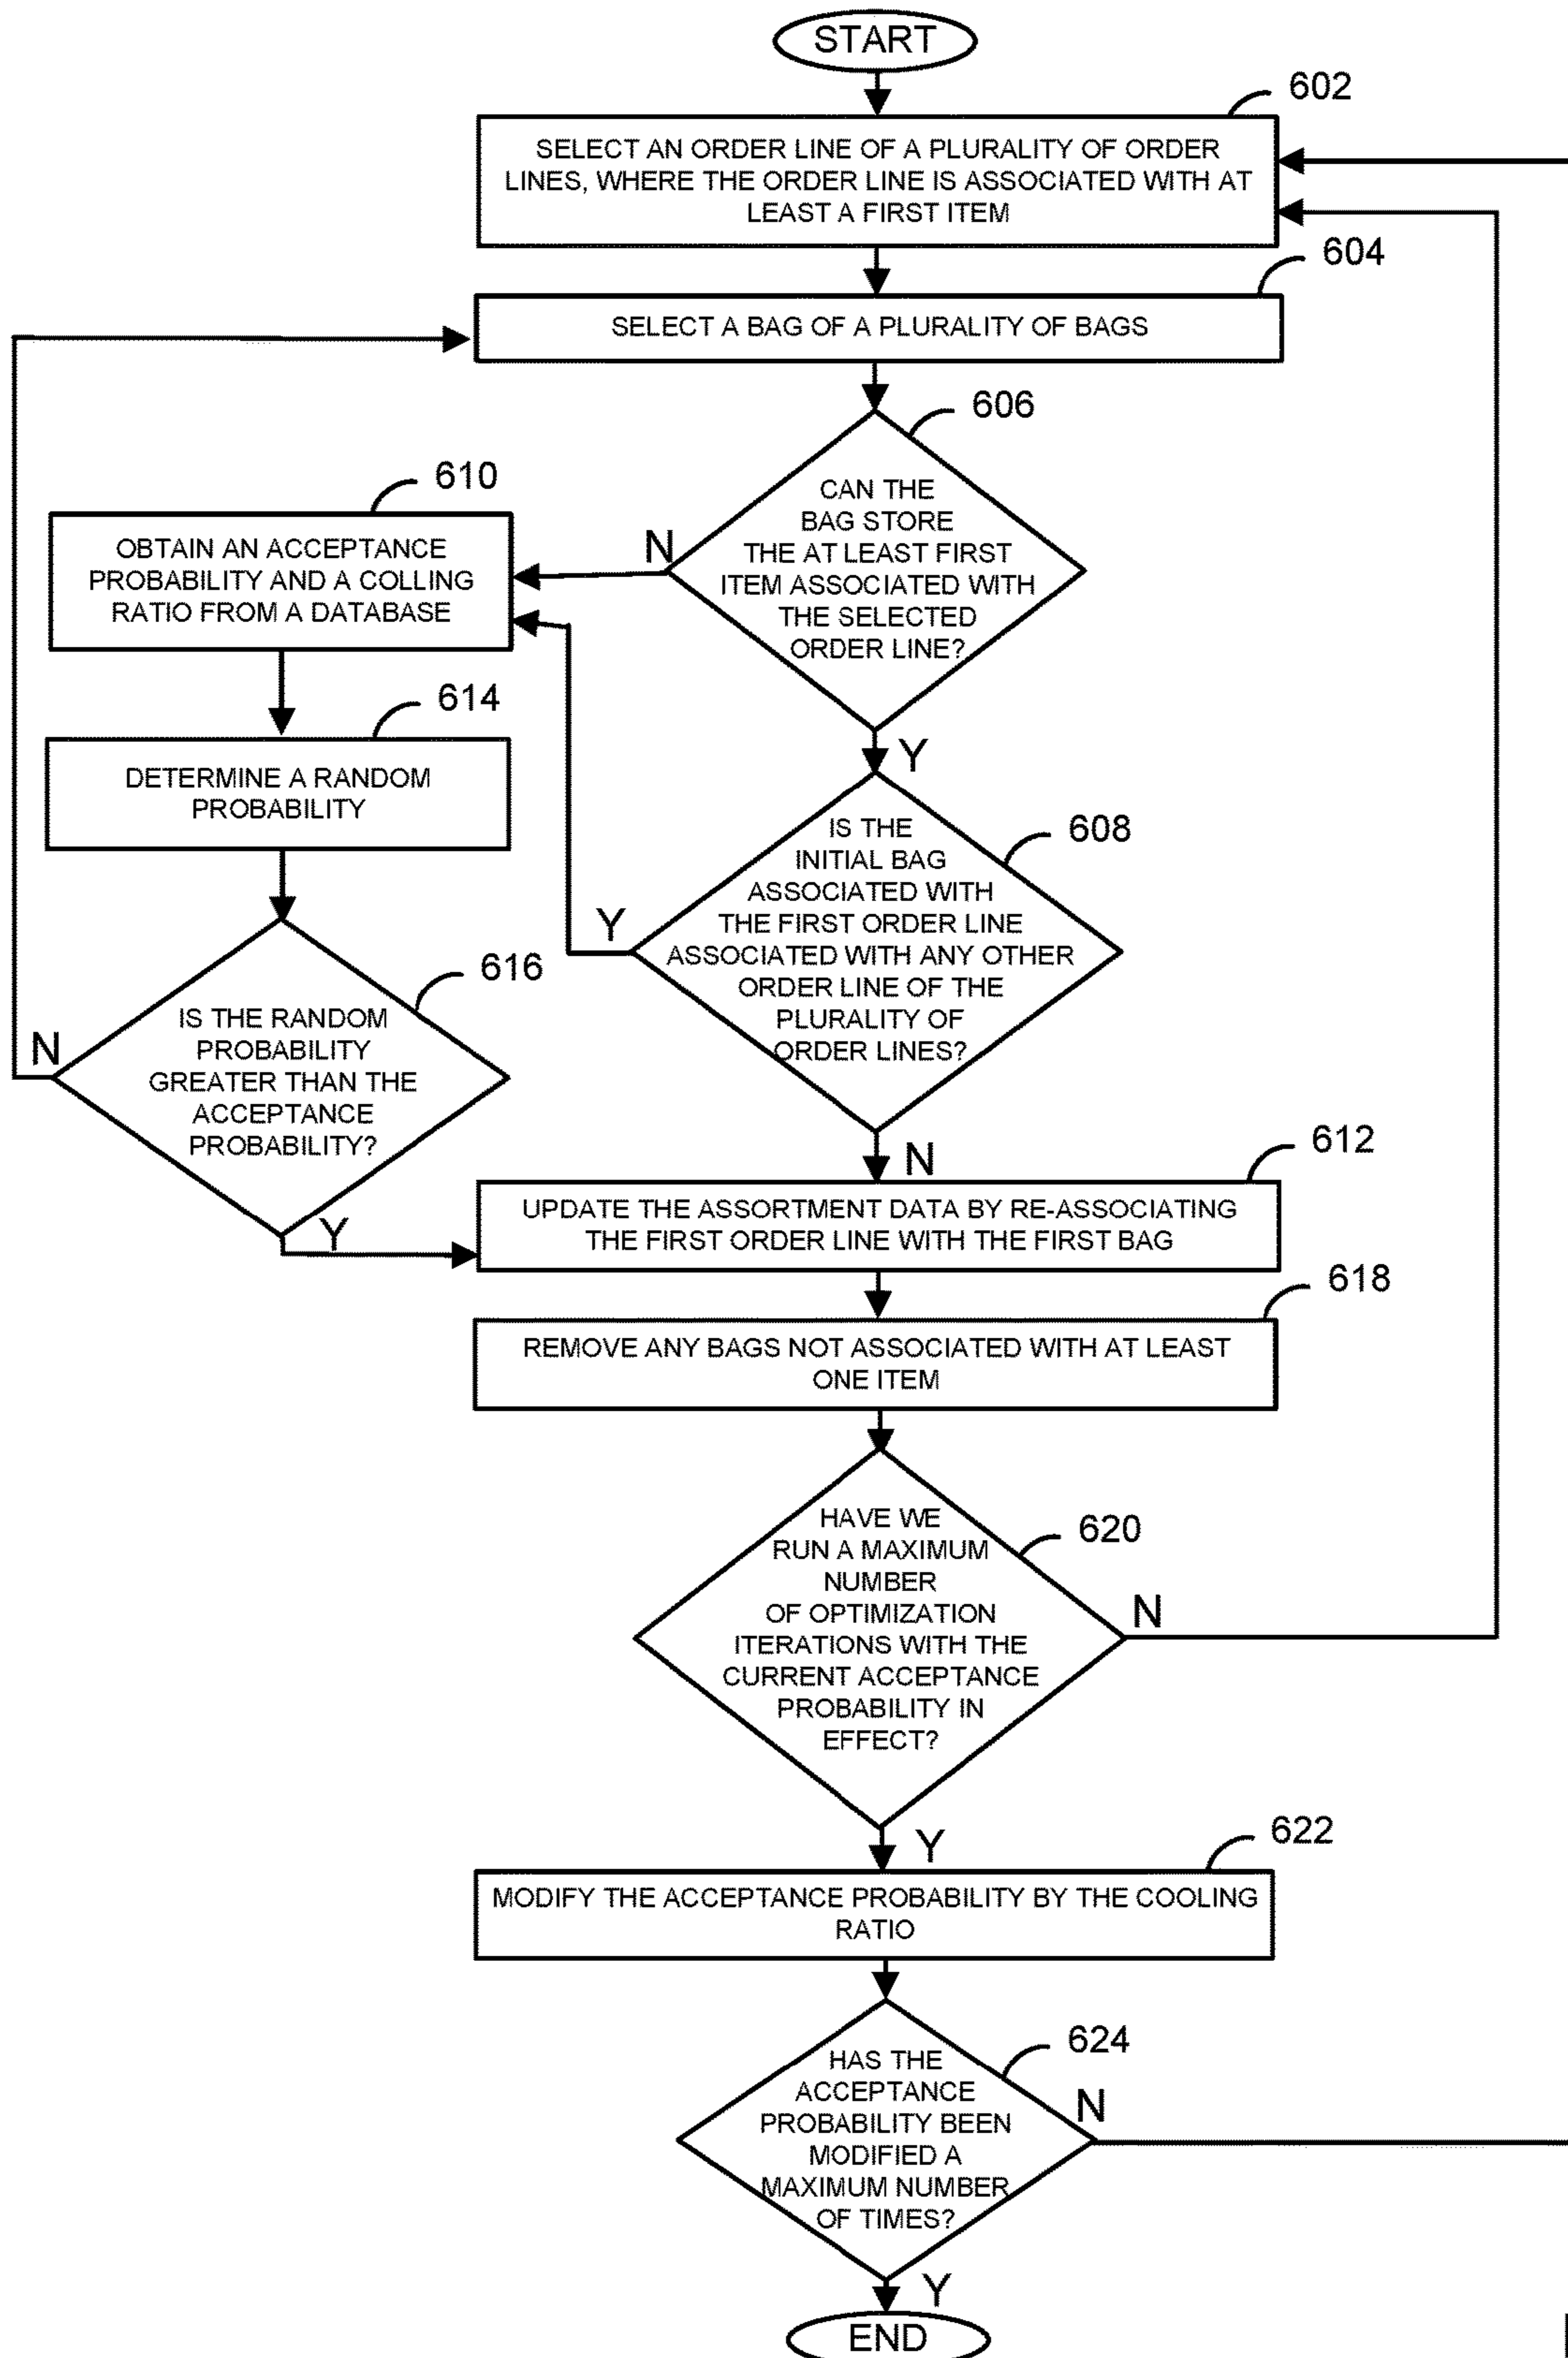 START
602
SELECT AN ORDER LINE OF A PLURALITY OF ORDER
LINES, WHERE THE ORDER LINE IS ASSOCIATED WITH AT
LEAST A FIRST ITEM
604
SELECT A BAG OF A PLURALITY OF BAGS
606
CAN THE
BAG STORE
THE AT LEAST FIRST
ITEM ASSOCIATED WITH
THE SELECTED
ORDER LINE?
N
Y
610
OBTAIN AN ACCEPTANCE
PROBABILITY AND A COLLING
RATIO FROM A DATABASE
614
DETERMINE A RANDOM
PROBABILITY
608
IS THE
INITIAL BAG
ASSOCIATED WITH
THE FIRST ORDER LINE
ASSOCIATED WITH ANY OTHER
ORDER LINE OF THE
PLURALITY OF
ORDER LINES?
Y
N
616
IS THE RANDOM
PROBABILITY
GREATER THAN THE
ACCEPTANCE
PROBABILITY?
N
Y
612
UPDATE THE ASSORTMENT DATA BY RE-ASSOCIATING
THE FIRST ORDER LINE WITH THE FIRST BAG
618
REMOVE ANY BAGS NOT ASSOCIATED WITH AT LEAST
ONE ITEM
620
HAVE WE
RUN A MAXIMUM
NUMBER
OF OPTIMIZATION
ITERATIONS WITH THE
CURRENT ACCEPTANCE
PROBABILITY IN
EFFECT?
N
Y
622
MODIFY THE ACCEPTANCE PROBABILITY BY THE COOLING
RATIO
624
HAS THE
ACCEPTANCE
PROBABILITY BEEN
MODIFIED A
MAXIMUM NUMBER
OF TIMES?
N
Y
END